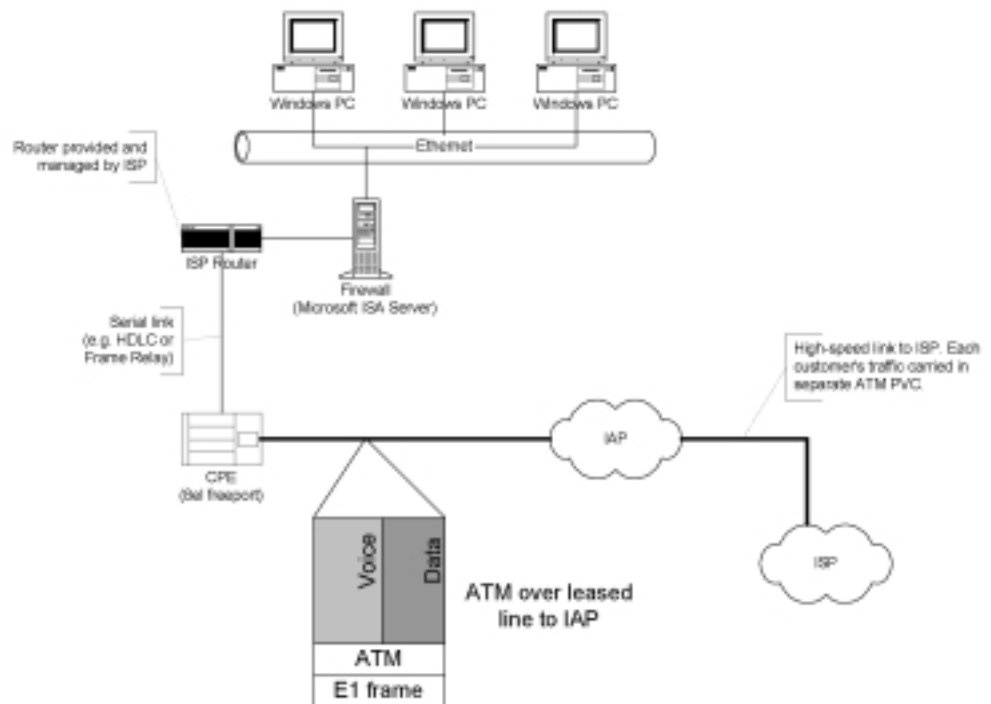 Windows PC
Windows PC
Windows PC
Ethernet
Router provided and
managed by ISP
ISP Router
Firewall
(Microsoft ISA Server)
Serial link
(e.g. HDLC or
Frame Relay)
High-speed link to ISP. Each
customer's traffic carried in
separate ATM PVC.
IAP
CPE
(8el freeport)
ISP
Voice
Data
ATM over leased
line to IAP
ATM
E1 frame